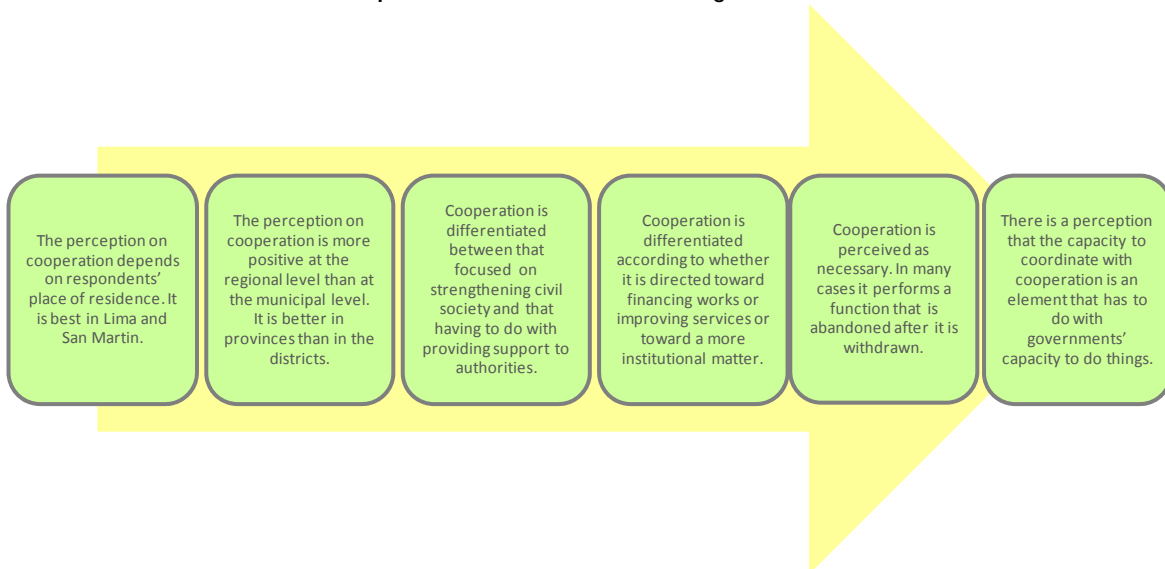 The perception on
cooperation depends
on respondents'
place of residence. It
is best in Lima and
San Martin.
The perception on
cooperation is more
positive at the
regional level than at
the municipal level.
It is better in
provinces than in the
districts.
Cooperation is
differentiated
between that
focused on
strengthening civil
society and that
having to do with
providing support to
authorities.
Cooperation is
differentiated
according to whether
it is directed toward
financing works or
improving services or
toward a more
institutional matter.
Cooperation is
perceived as
necessary. In many
cases it performs a
function that is
abandoned after it is
withdrawn.
There is a perception
that the capacity to
coordinate with
cooperation is an
element that has to
do with
governments'
capacity to do things.